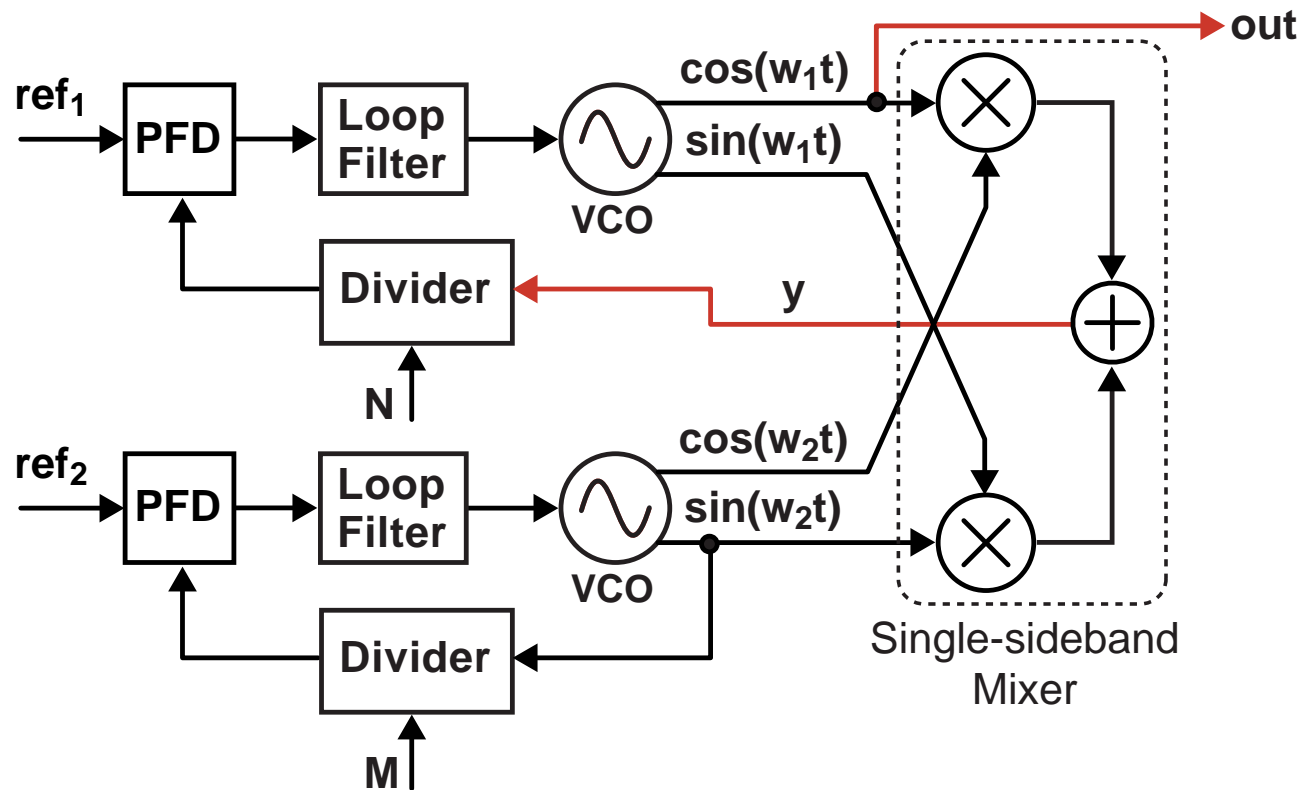 out
cos(w₁t)
ref₁
PFD
Loop
Filter
sin(w₁t)
VCO
Divider
y
N
cos(w₂t)
ref₂
PFD
Loop
Filter
sin(w₂t)
VCO
Divider
Single-sideband
Mixer
M